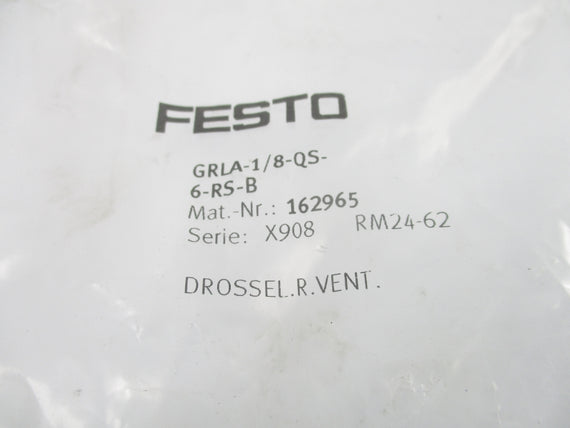 FESTO
GRLA-1/8-QS-
6-RS-B
Mat.-Nr.: 162965
Serie: X908 RM24-62
DROSSEL.R.VENT.